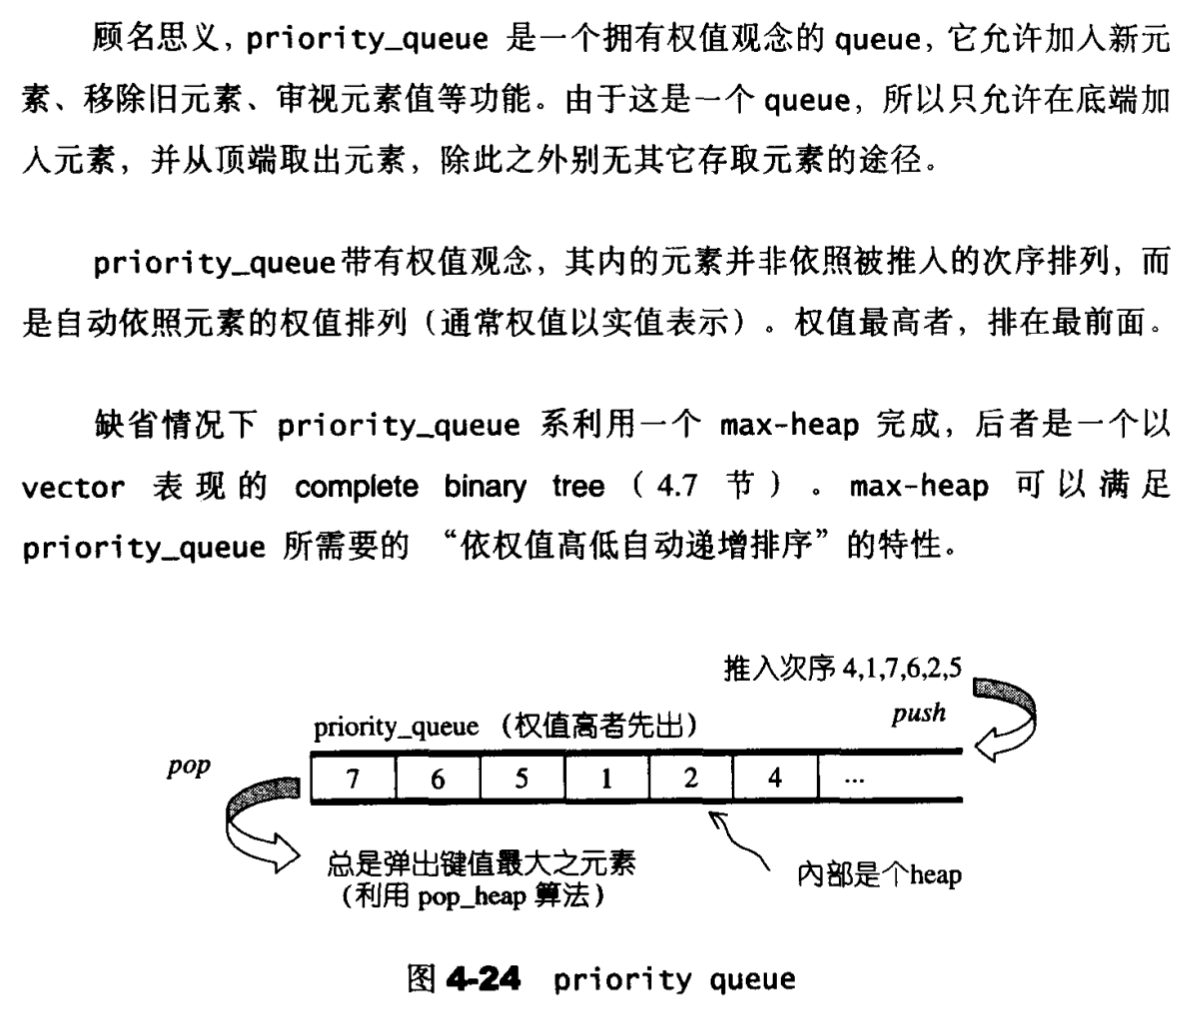 顾名思义，priority_queue 是一个拥有权值观念的 queue，它允许加入新元
素、移除旧元素、审视元素值等功能。由于这是一个 queue，所以只允许在底端加
入元素，并从顶端取出元素，除此之外别无其它存取元素的途径。
priority_queue带有权值观念，其内的元素并非依照被推入的次序排列，而
是自动依照元素的权值排列（通常权值以实值表示）。权值最高者，排在最前面。
缺省情况下 priority_queue 系利用一个 max-heap 完成，后者是一个以
vector 表现的 complete binary tree（4.7 节）。max-heap 可以满足
priority_queue 所需要的 “依权值高低自动递增排序”的特性。
推入次序 4,1,7,6,2,5
push
priority_queue （权值高者先出）
pop
7 6 5 1 2 4 ...
总是弹出键值最大之元素
（利用 pop_heap 算法）
内部是个heap
图 4-24 priority queue